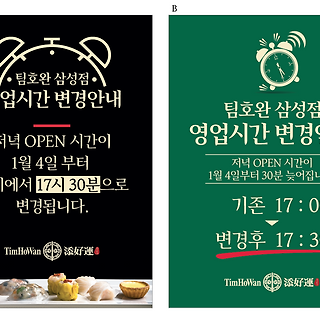 B
팀호완 삼성점
업시간 변경안내
저녁 OPEN 시간이
1월 4일 부터
에서 17시 30분으로
변경됩니다.
TimHoWan 添好運
팀호완 삼성점
영업시간 변경
저녁 OPEN 시간이
1월 4일부터 30분 늦어집니
기존 17 : 0
변경후 17 : 3
TimHoWan 添好運